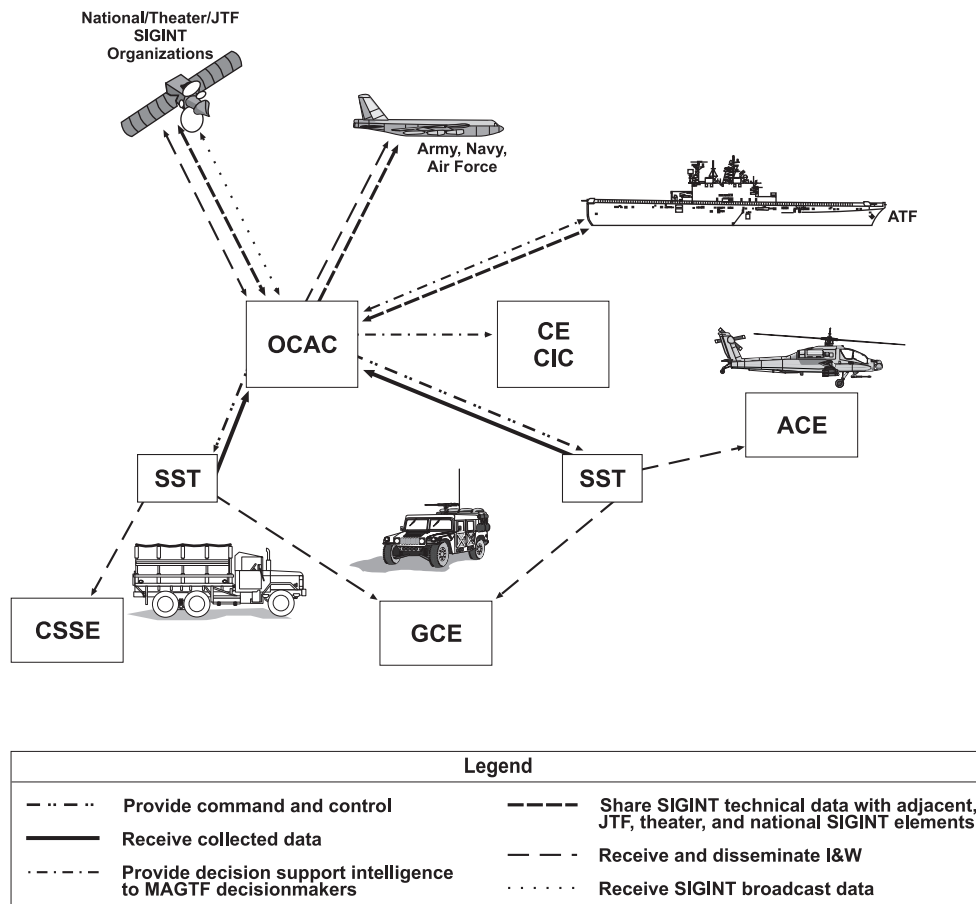 National/Theater/JTF
SIGINT
Organizations
Army, Navy,
Air Force
ATF
OCAC
CE
CIC
ACE
SST
SST
CSSE
GCE
Legend
Provide command and control
Receive collected data
Provide decision support intelligence
to MAGTF decisionmakers
Share SIGINT technical data with adjacent,
JTF, theater, and national SIGINT elements
Receive and disseminate I&W
Receive SIGINT broadcast data